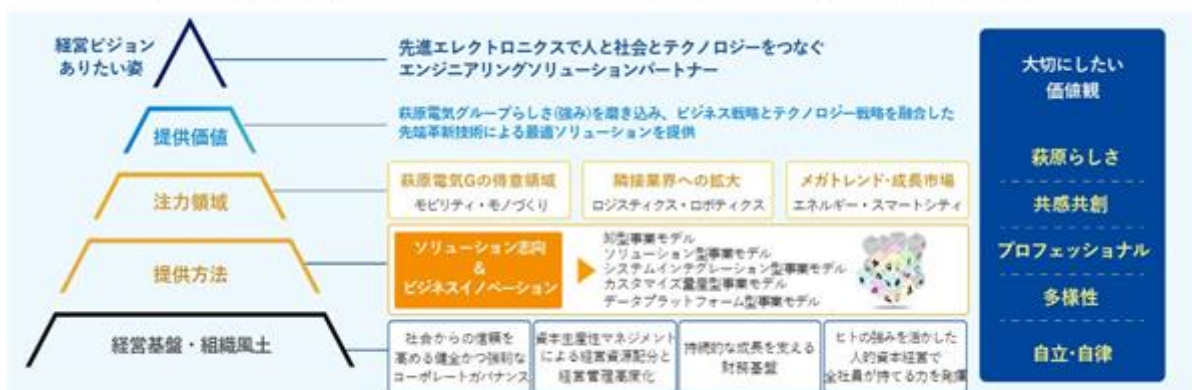 経営ビジョン
ありたい姿
先進エレクトロニクスで人と社会とテクノロジーをつなぐ
エンジニアリングソリューションパートナー
提供価値
萩原電気グループらしさ(強み)を磨き込み、ビジネス戦略とテクノロジー戦略を融合した
先端革新技術による最適ソリューションを提供
注力領域
萩原電気Gの得意領域
モビリティ・モノづくり
隣接業界への拡大
ロジスティクス・ロボティクス
メガトレンド・成長市場
エネルギー・スマートシティ
提供方法
ソリューション志向
&
ビジネスイノベーション
卸型事業モデル
ソリューション型事業モデル
システムインテグレーション型事業モデル
カスタマイズ量産型事業モデル
データプラットフォーム型事業モデル
経営基盤・組織風土
社会からの信頼を
高める健全かつ強靭な
コーポレートガバナンス
資本生産性マネジメント
による経営資源配分と
経営管理高度化
持続的な成長を支える
財務基盤
ヒトの強みを活かした
人的資本経営で
全社員が持てる力を発揮
大切にしたい
価値観
萩原らしさ
共感共創
プロフェッショナル
多様性
自立・自律